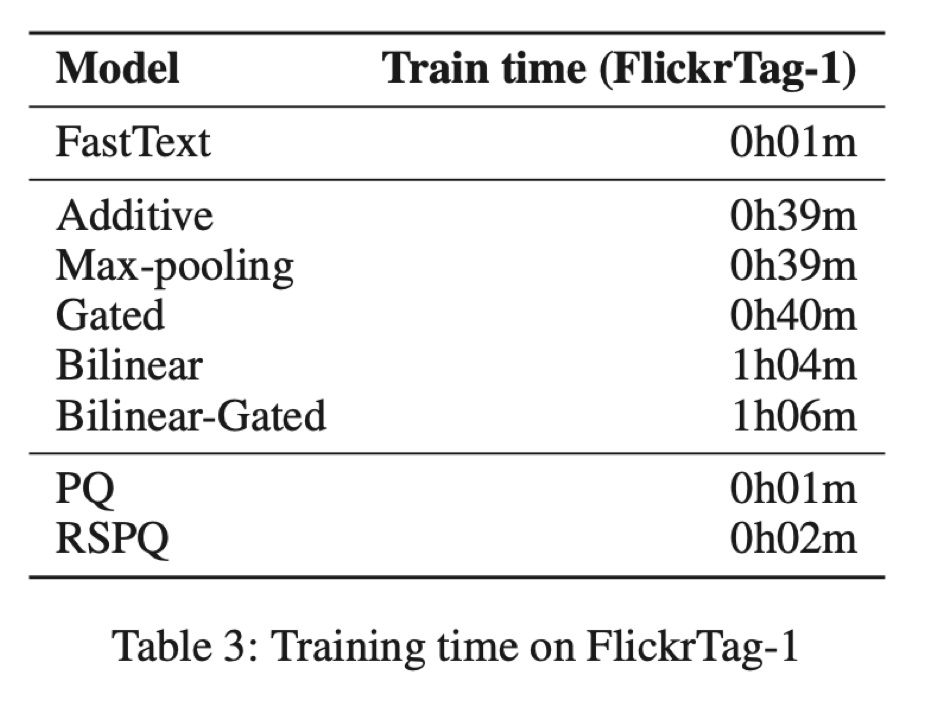 Model Train time (FlickrTag-1)
FastText 0h01m
Additive 0h39m
Max-pooling 0h39m
Gated 0h40m
Bilinear 1h04m
Bilinear-Gated 1h06m
PQ 0h01m
RSPQ 0h02m
Table 3: Training time on FlickrTag-1